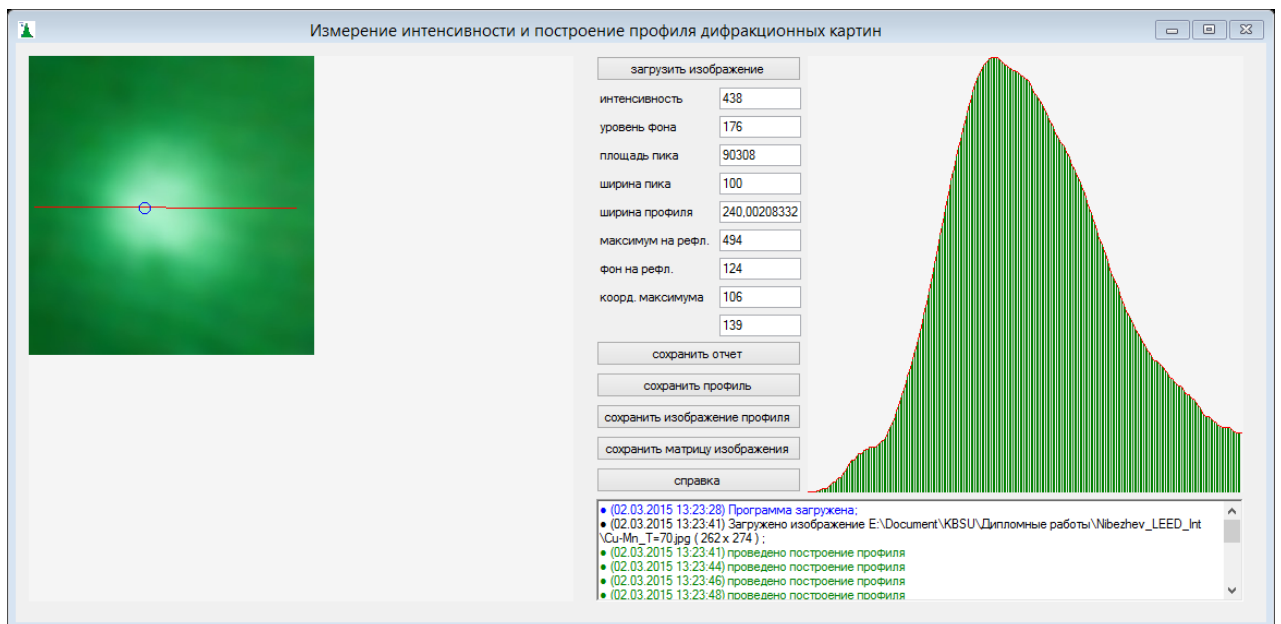 Измерение интенсивности и построение профиля дифракционных картин
загрузить изображение
интенсивность 438
уровень фона 176
площадь пика 90308
ширина пика 100
ширина профиля 240,00208332
максимум на рефл. 494
фон на рефл. 124
коорд. максимума 106
139
сохранить отчет
сохранить профиль
сохранить изображение профиля
сохранить матрицу изображения
справка
● (02.03.2015 13:23:28) Программа загружена;
● (02.03.2015 13:23:41) Загружено изображение E:\Document\KBSU\Дипломные работы\Nibezhev_LEED_Int
\Cu-Mn_T=70.jpg ( 262 x 274 ) ;
● (02.03.2015 13:23:41) проведено построение профиля
● (02.03.2015 13:23:44) проведено построение профиля
● (02.03.2015 13:23:46) проведено построение профиля
● (02.03.2015 13:23:48) проведено построение профиля